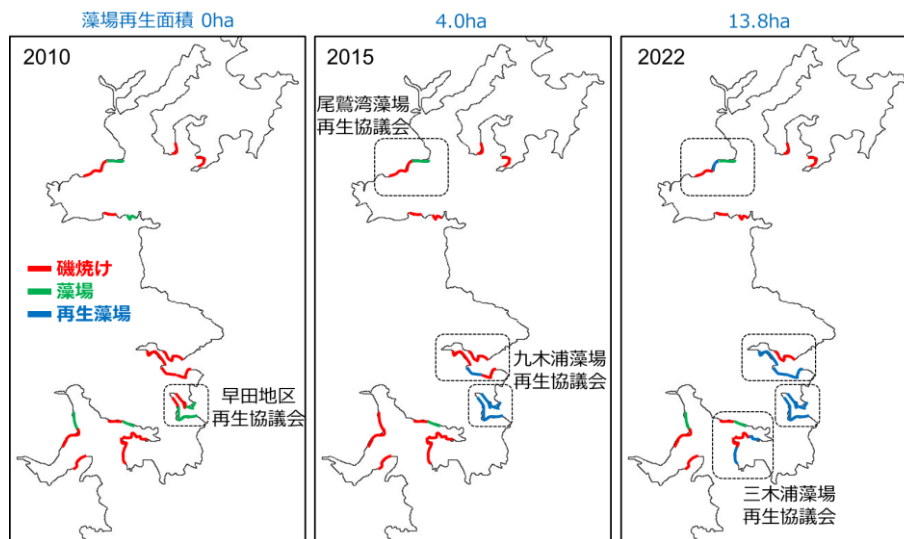 藻場再生面積 0ha
4.0ha
13.8ha
2010
磯焼け
藻場
再生藻場
早田地区
再生協議会
2015
尾鷲湾藻場
再生協議会
九木浦藻場
再生協議会
2022
三木浦藻場
再生協議会